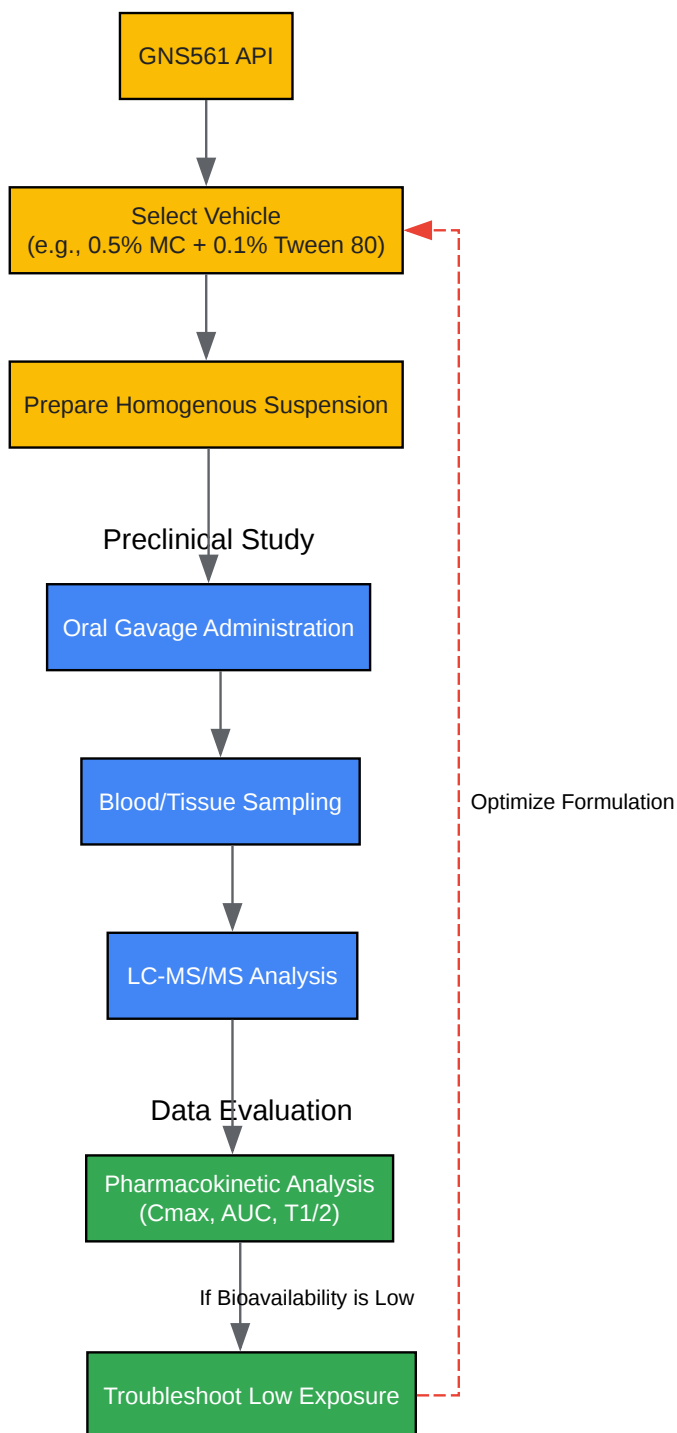 GNS561 API
Select Vehicle
(e.g., 0.5% MC + 0.1% Tween 80)
Prepare Homogenous Suspension
Preclinical Study
Oral Gavage Administration
Blood/Tissue Sampling
Optimize Formulation
LC-MS/MS Analysis
Data Evaluation
Pharmacokinetic Analysis
(Cmax, AUC, T1/2)
If Bioavailability is Low
Troubleshoot Low Exposure